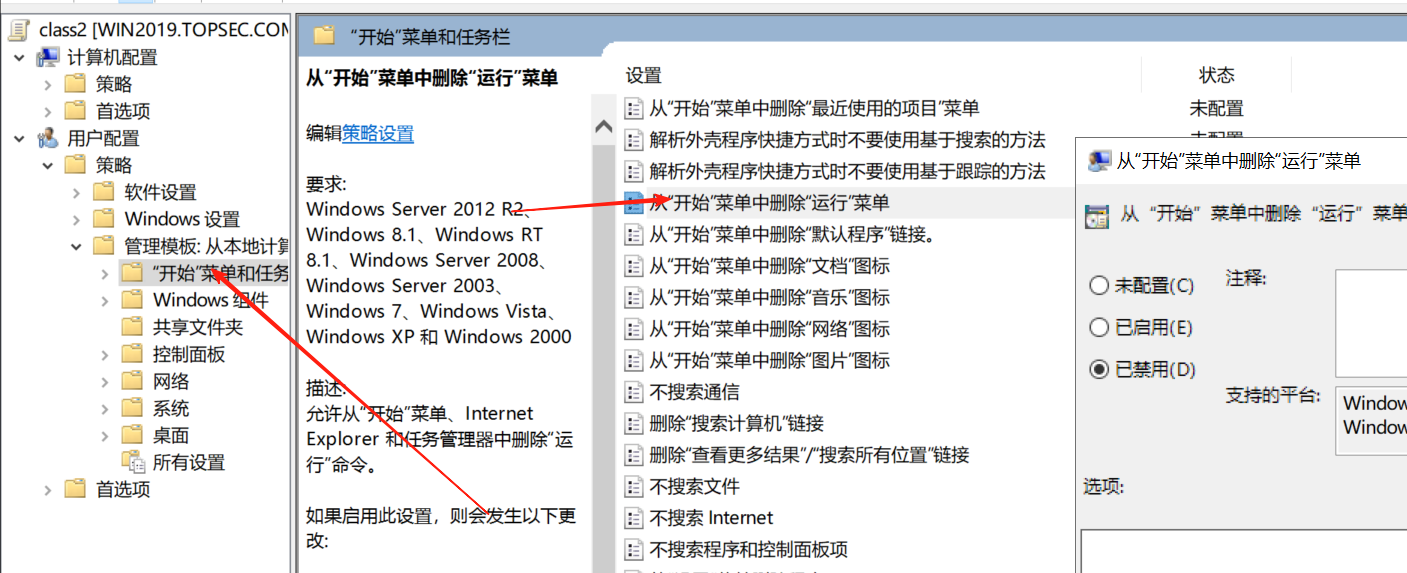 class2 [WIN2019.TOPSEC.COM
计算机配置
策略
首选项
用户配置
策略
软件设置
Windows 设置
管理模板: 从本地计算
“开始”菜单和任务
Windows 组件
共享文件夹
控制面板
网络
系统
桌面
所有设置
首选项
“开始”菜单和任务栏
从“开始”菜单中删除“运行”菜单
编辑策略设置
要求:
Windows Server 2012 R2、
Windows 8.1、Windows RT
8.1、Windows Server 2008、
Windows Server 2003、
Windows 7、Windows Vista、
Windows XP 和 Windows 2000
描述:
允许从“开始”菜单、Internet
Explorer 和任务管理器中删除“运
行”命令。
如果启用此设置，则会发生以下更
改:
设置
状态
从“开始”菜单中删除“最近使用的项目”菜单
未配置
解析外壳程序快捷方式时不要使用基于搜索的方法
解析外壳程序快捷方式时不要使用基于跟踪的方法
从“开始”菜单中删除“运行”菜单
从“开始”菜单中删除“默认程序”链接。
从“开始”菜单中删除“文档”图标
从“开始”菜单中删除“音乐”图标
从“开始”菜单中删除“网络”图标
从“开始”菜单中删除“图片”图标
不搜索通信
删除“搜索计算机”链接
删除“查看更多结果”/“搜索所有位置”链接
不搜索文件
不搜索 Internet
不搜索程序和控制面板项
从“开始”菜单中删除“运行”菜单
从 “开始” 菜单中删除 “运行” 菜单
未配置(C)
注释:
已启用(E)
已禁用(D)
支持的平台:
Window
Window
选项: